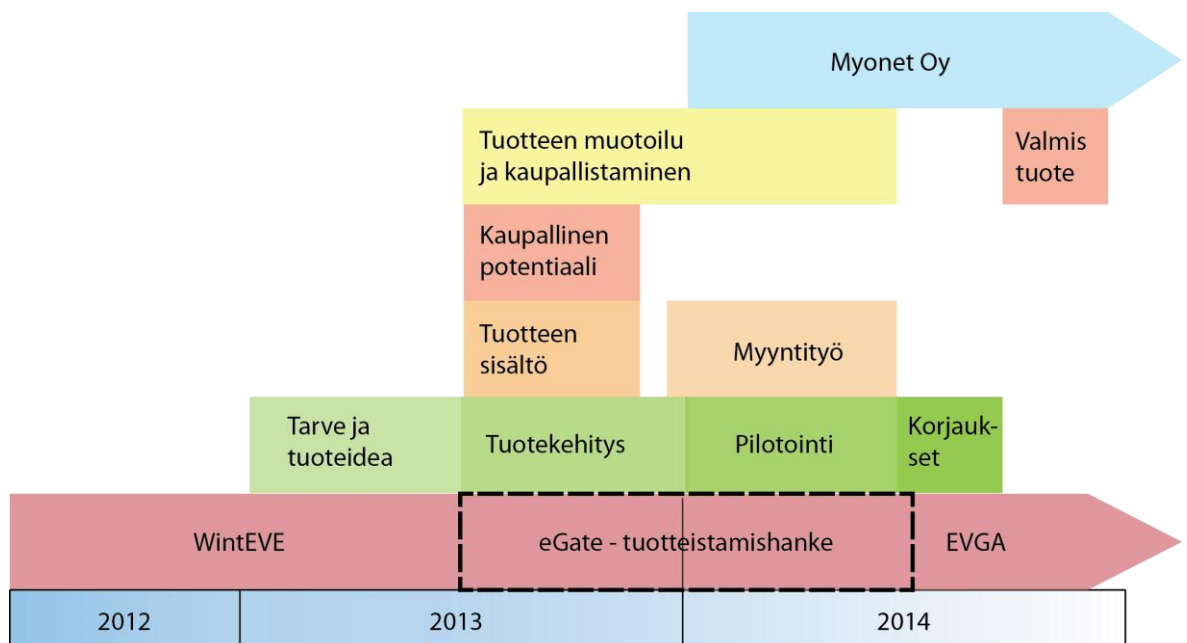 Myonet Oy
Tuotteen muotoilu
ja kaupallistaminen
Valmis
tuote
Kaupallinen
potentiaali
Tuotteen
sisältö
Myyntityö
Tarve ja
tuoteidea
Tuotekehitys
Pilotointi
Korjauk-
set
WintEVE
eGate - tuotteistamishanke
EVGA
2012
2013
2014